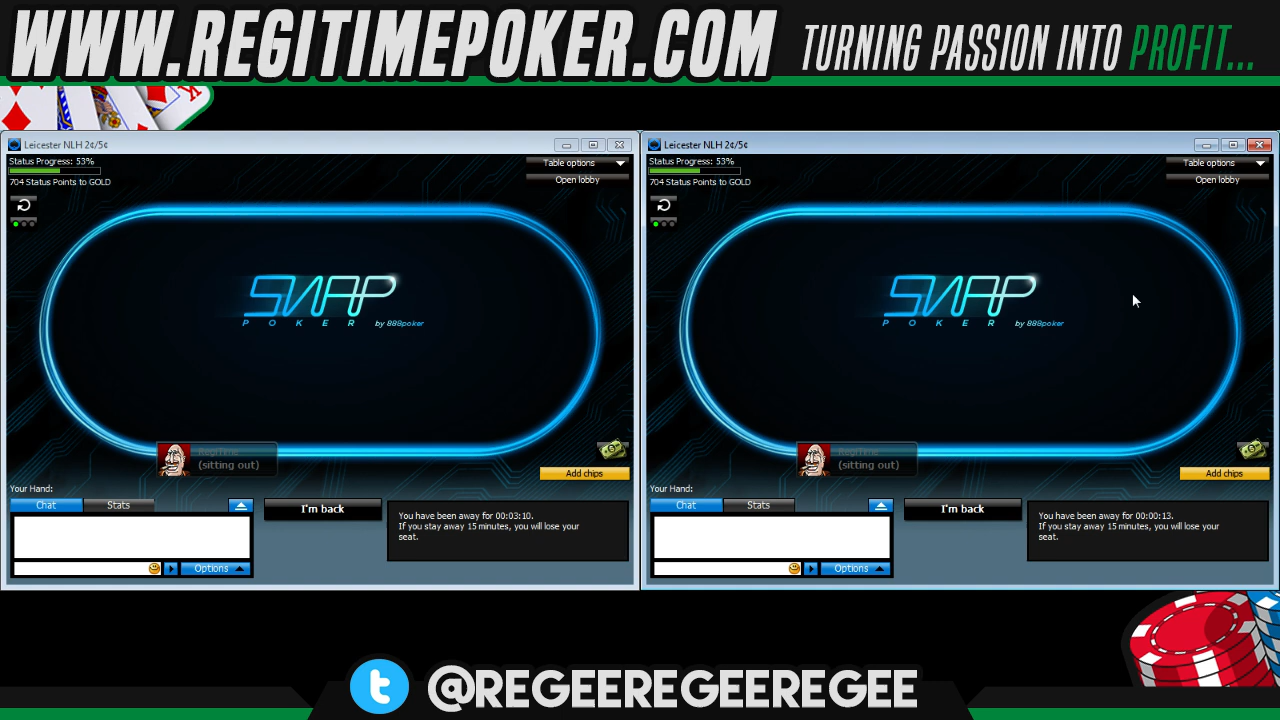 WWW.REGITIMEPOKER.COM
TURNING PASSION INTO PROFIT...
Leicester NLH 2¢/5¢
Status Progress: 53%
704 Status Points to GOLD
Table options
Open lobby
SNAP
POKER
by 888poker
RegiTime
(sitting out)
Add chips
Your Hand:
Chat
Stats
I'm back
You have been away for 00:03:10.
If you stay away 15 minutes, you will lose your
seat.
Options
Leicester NLH 2¢/5¢
Status Progress: 53%
704 Status Points to GOLD
Table options
Open lobby
SNAP
POKER
by 888poker
RegiTime
(sitting out)
Add chips
Your Hand:
Chat
Stats
I'm back
You have been away for 00:00:13.
If you stay away 15 minutes, you will lose your
seat.
Options
@REGEEREGEEREGEE